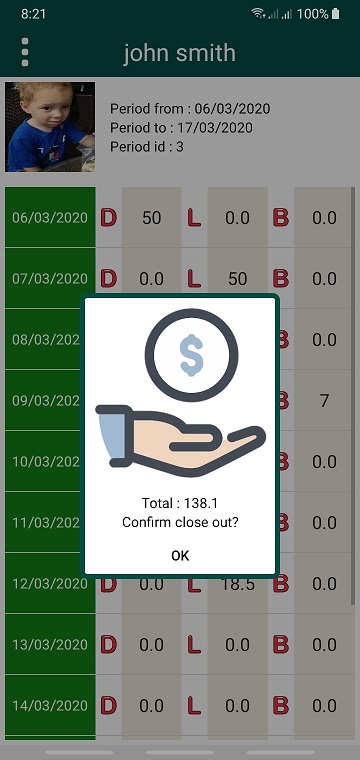 8:21 100%
john smith
Period from : 06/03/2020
Period to : 17/03/2020
Period id : 3
06/03/2020 D 50 L 0.0 B 0.0
07/03/2020 D 0.0 L 50 B 0.0
08/03/202 B 0.0
$
09/03/202 B 7
10/03/202 B 0.0
Total : 138.1
11/03/202 B 0.0
Confirm close out?
OK
12/03/2020 D 0.0 L 18.5 B 0.0
13/03/2020 D 0.0 L 0.0 B 0.0
14/03/2020 D 0.0 L 0.0 B 0.0